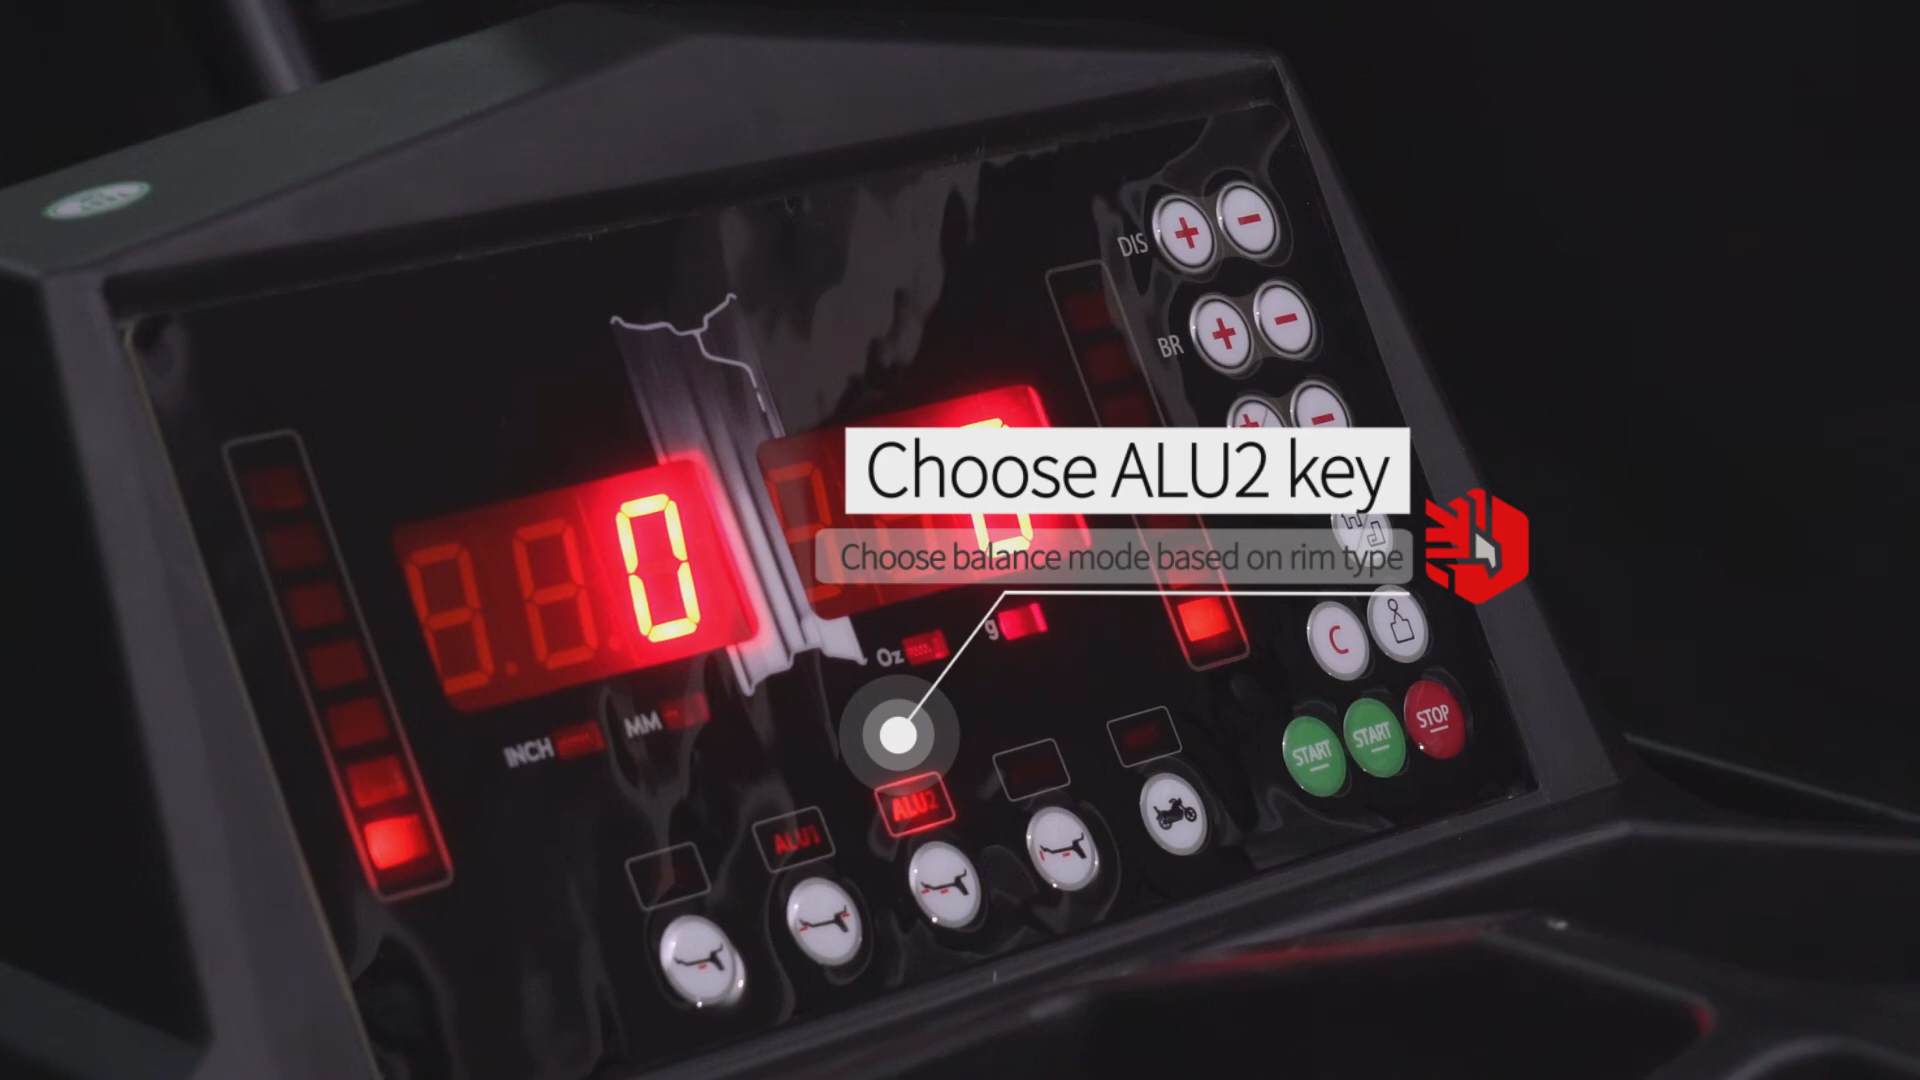 DIS
BR
Choose ALU2 key
Choose balance mode based on rim type
0
Oz
g
INCH
MM
C
START
START
STOP
ALU1
ALU2